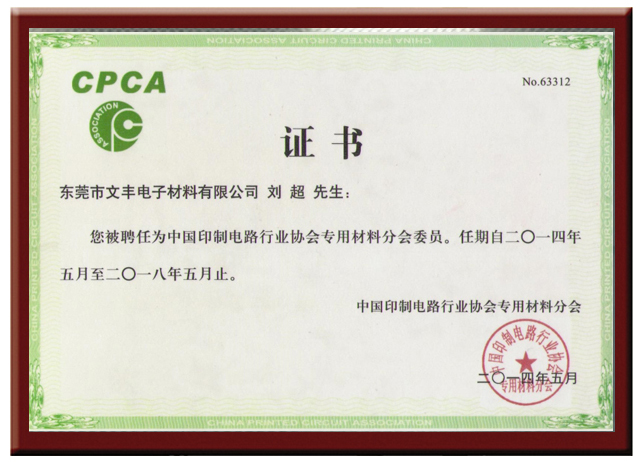 CHINA PRINTED CIRCUIT ASSOCIATION
CPCA
ASSOCIATION
No.63312
证书
东莞市文丰电子材料有限公司 刘 超 先生：
您被聘任为中国印制电路行业协会专用材料分会委员。任期自二〇一四年
五月至二〇一八年五月止。
中国印制电路行业协会专用材料分会
中国印制电路行业协会
专用材料分会
二〇一四年五月
CHINA PRINTED CIRCUIT ASSOCIATION